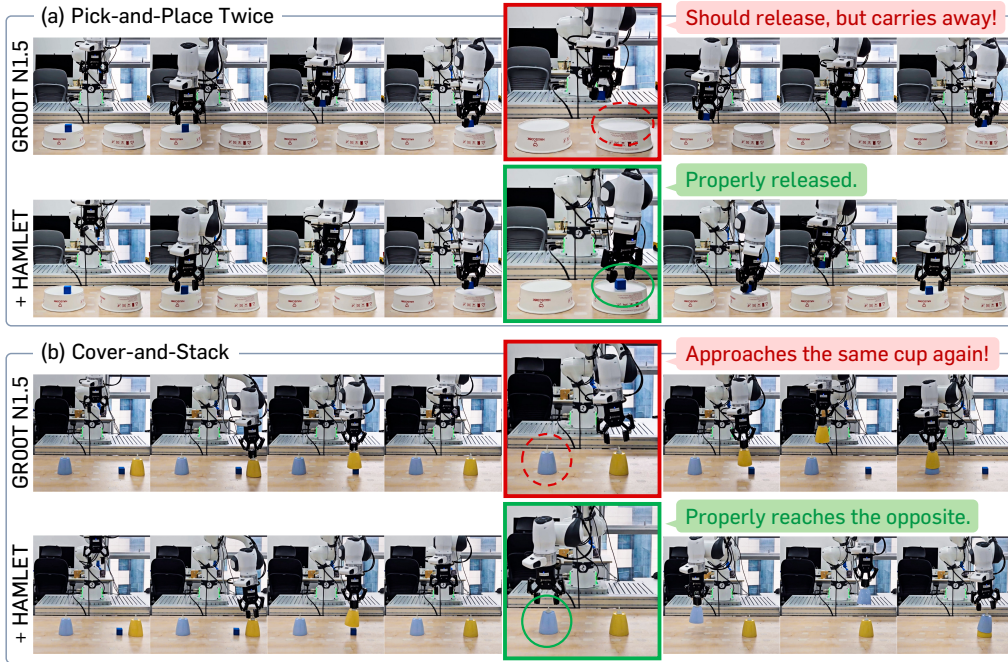 (a) Pick-and-Place Twice
Should release, but carries away!
GR00T N1.5
Properly released.
+ HAMLET
(b) Cover-and-Stack
Approaches the same cup again!
GR00T N1.5
Properly reaches the opposite.
+ HAMLET